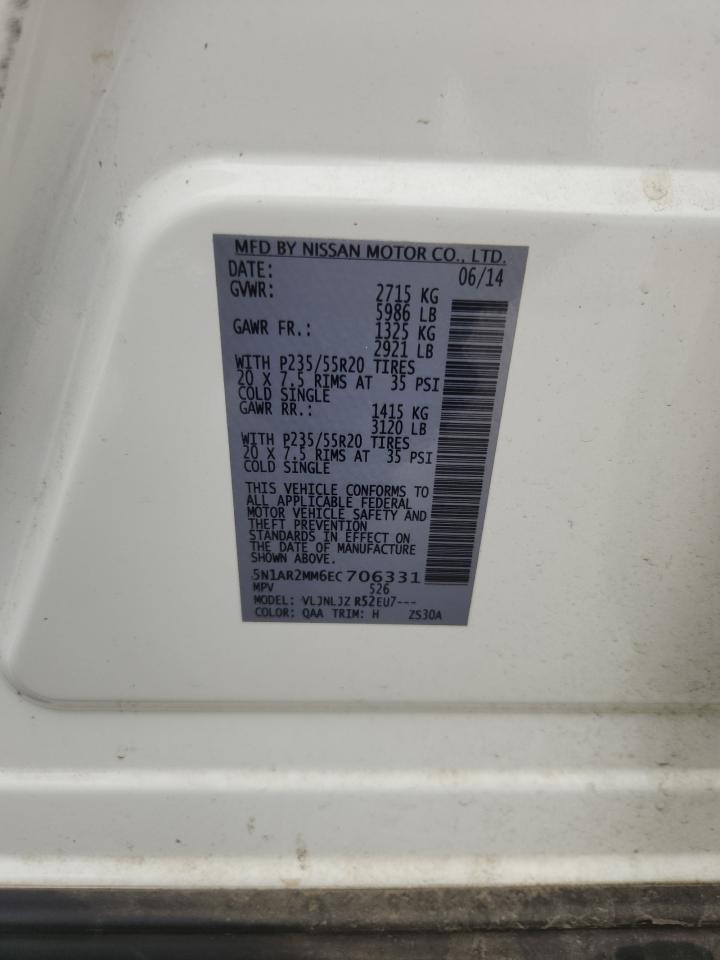 MFD BY NISSAN MOTOR CO., LTD.
DATE: 06/14
GVWR: 2715 KG
5986 LB
GAWR FR.: 1325 KG
2921 LB
WITH P235/55R20 TIRES
20 X 7.5 RIMS AT 35 PSI
COLD SINGLE
GAWR RR.: 1415 KG
3120 LB
WITH P235/55R20 TIRES
20 X 7.5 RIMS AT 35 PSI
COLD SINGLE
THIS VEHICLE CONFORMS TO
ALL APPLICABLE FEDERAL
MOTOR VEHICLE SAFETY AND
THEFT PREVENTION
STANDARDS IN EFFECT ON
THE DATE OF MANUFACTURE
SHOWN ABOVE.
5N1AR2MM6EC706331
MPV 526
MODEL: VLJNLJZ R52EU7---
COLOR: QAA TRIM: H ZS30A